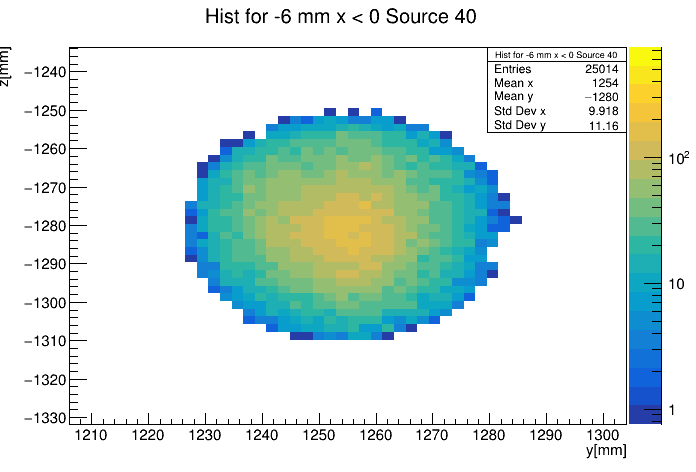 Hist for -6 mm x < 0 Source 40
z[mm]
Hist for -6 mm x < 0 Source 40
Entries 25014
Mean x 1254
Mean y −1280
Std Dev x 9.918
Std Dev y 11.16
−1240
−1250
−1260
−1270
−1280
−1290
−1300
−1310
−1320
−1330
10²
10
1
1210 1220 1230 1240 1250 1260 1270 1280 1290 1300
y[mm]